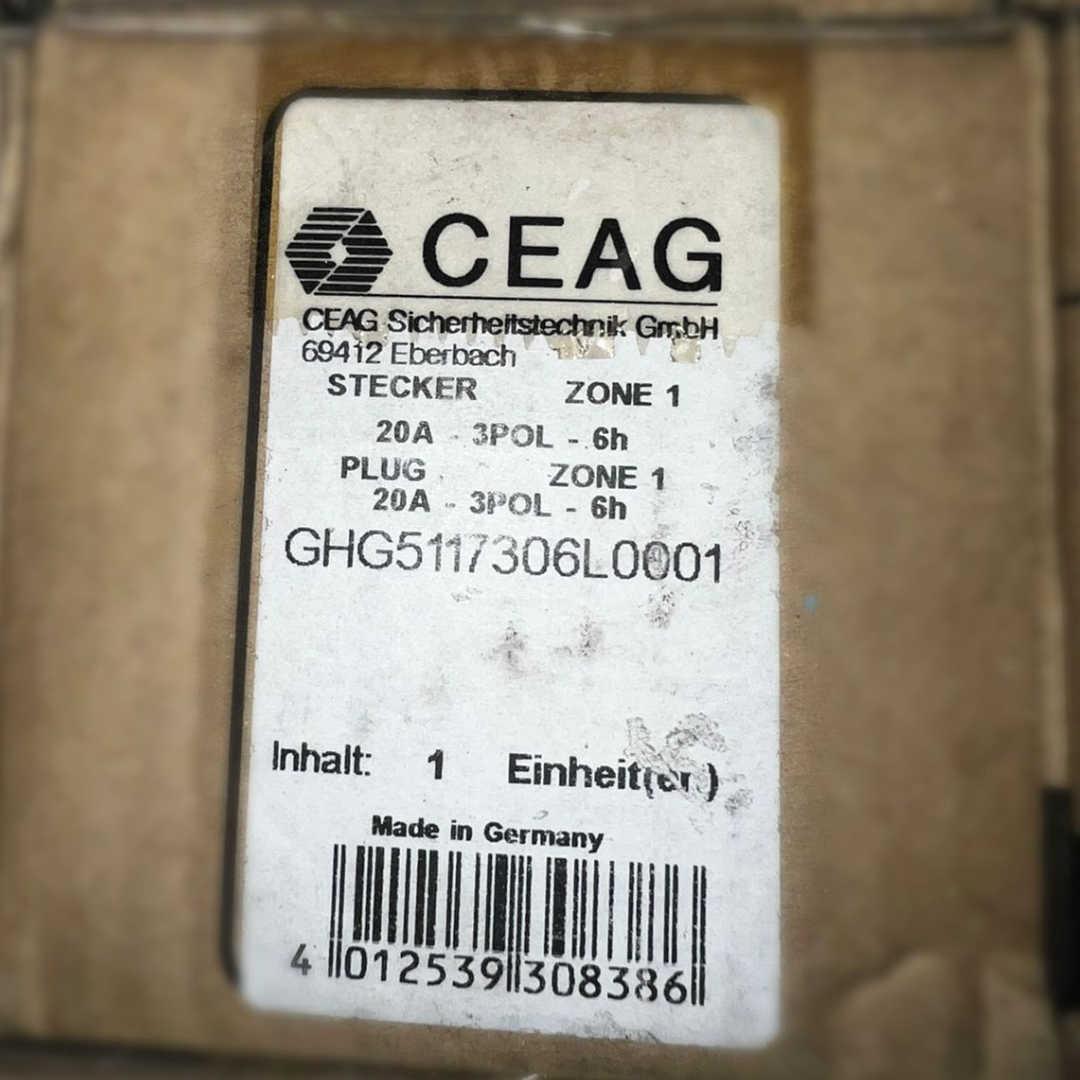 CEAG
CEAG Sicherheitstechnik GmbH
69412 Eberbach
STECKER ZONE 1
20A - 3POL - 6h
PLUG ZONE 1
20A - 3POL - 6h
GHG5117306L0001
Inhalt: 1 Einheit(en)
Made in Germany
4 012539 308386